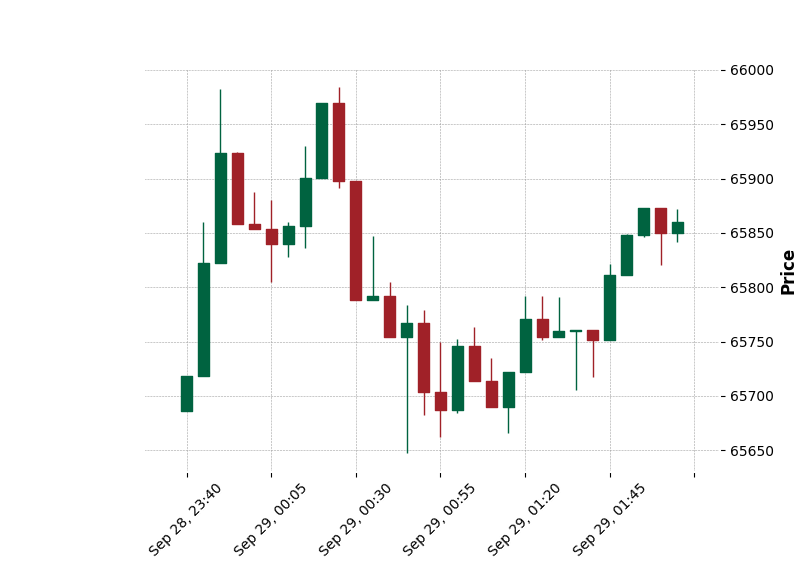 66000
65950
65900
65850
65800
65750
65700
65650
Price
Sep 28, 23:40
Sep 29, 00:05
Sep 29, 00:30
Sep 29, 00:55
Sep 29, 01:20
Sep 29, 01:45